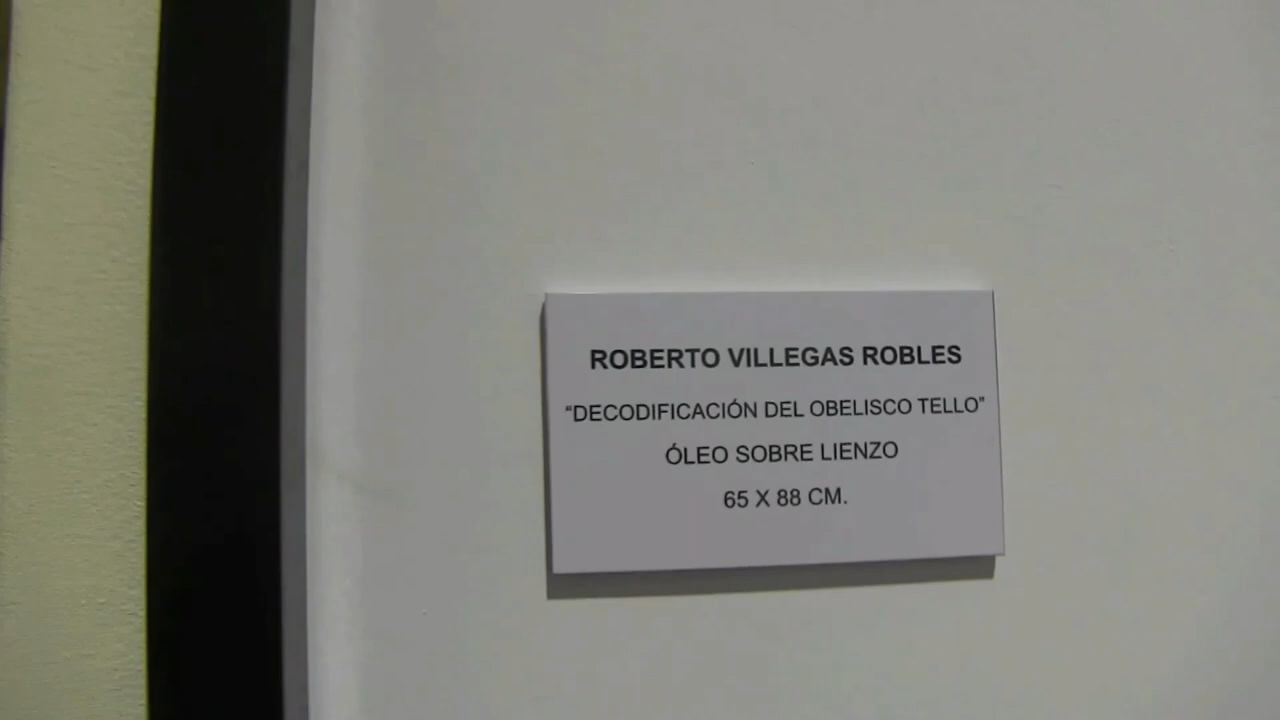 ROBERTO VILLEGAS ROBLES
“DECODIFICACIÓN DEL OBELISCO TELLO”
ÓLEO SOBRE LIENZO
65 X 88 CM.